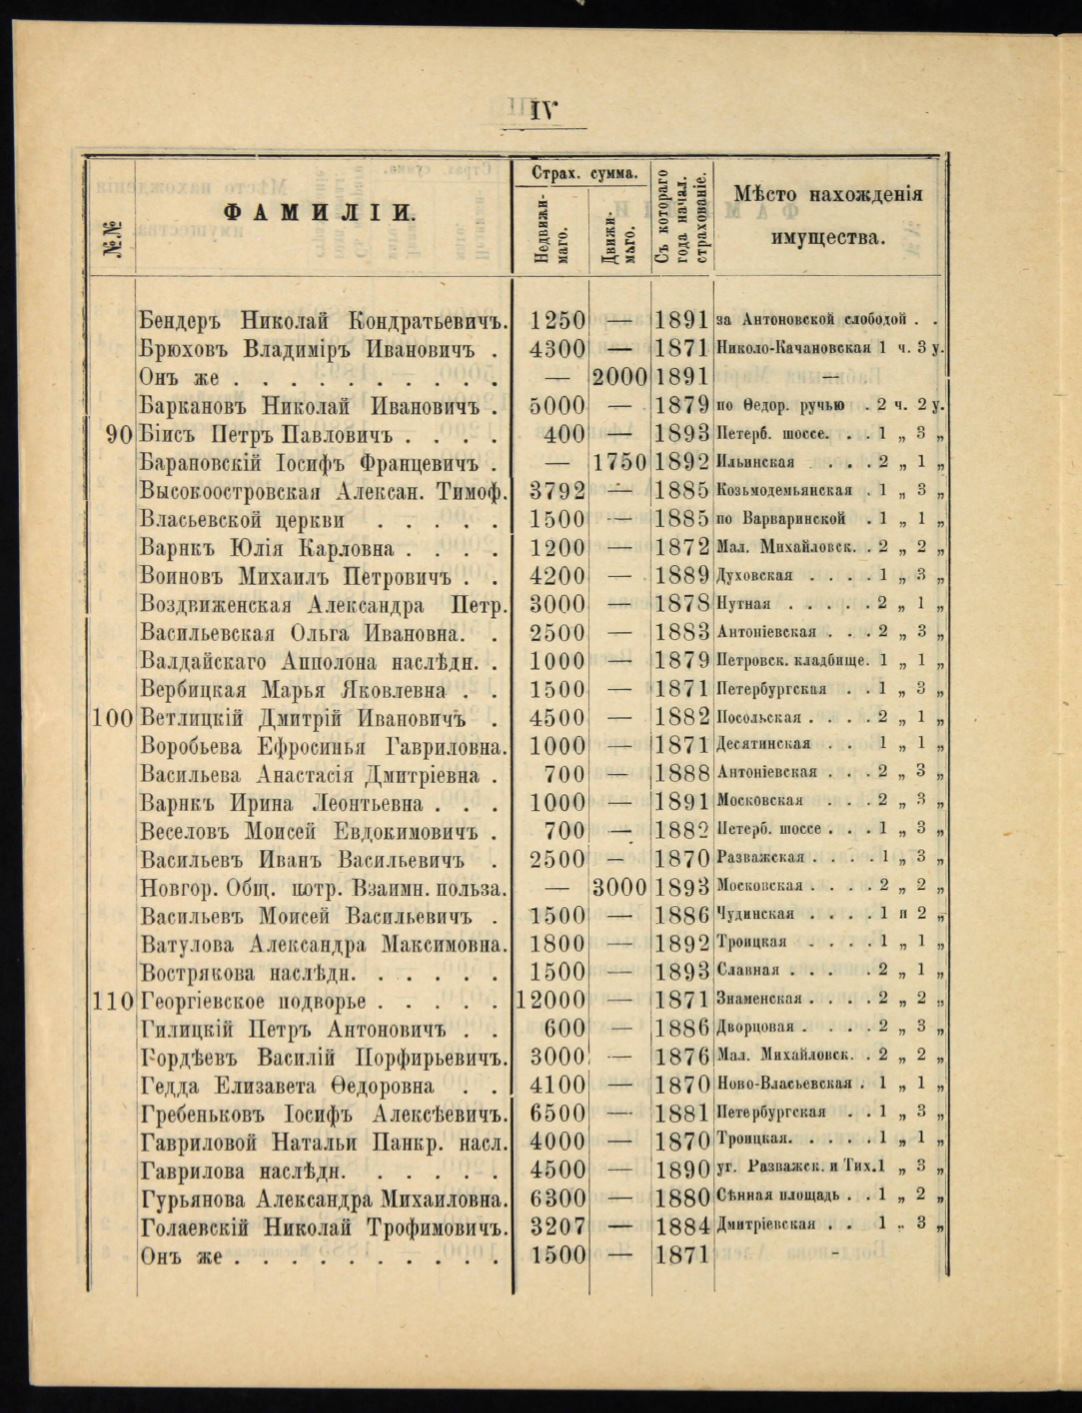 IV
№№
ФАМИЛІИ.
Страх. сумма.
Недвижи-
маго.
Движи-
маго.
Съ котораго
года начал.
страхованіе.
Мѣсто нахожденія
имущества.
Бендеръ Николай Кондратьевичъ. 1250 — 1891 за Антоновской слободой . .
Брюховъ Владиміръ Ивановичъ . 4300 — 1871 Николо-Качановская 1 ч. 3 у.
Онъ же . . . . . . . . . . — 2000 1891 —
Баркановъ Николай Ивановичъ . 5000 — 1879 по Ѳедор. ручью . 2 ч. 2 у.
90 Біисъ Петръ Павловичъ . . . . 400 — 1893 Петерб. шоссе. . . 1 „ 3 „
Барановскій Іосифъ Францевичъ . — 1750 1892 Ильинская . . . . 2 „ 1 „
Высокоостровская Алексан. Тимоф. 3792 — 1885 Козьмодемьянская . 1 „ 3 „
Власьевской церкви . . . . . 1500 — 1885 по Варваринской . 1 „ 1 „
Варнкъ Юлія Карловна . . . . 1200 — 1872 Мал. Михайловск. . 2 „ 2 „
Воиновъ Михаилъ Петровичъ . . 4200 — 1889 Духовская . . . . 1 „ 3 „
Воздвиженская Александра Петр. 3000 — 1878 Нутная . . . . . 2 „ 1 „
Васильевская Ольга Ивановна. . 2500 — 1883 Антоніевская . . . 2 „ 3 „
Валдайскаго Апполона наслѣдн. . 1000 — 1879 Петровск. кладбище. 1 „ 1 „
Вербицкая Марья Яковлевна . . 1500 — 1871 Петербургская . . 1 „ 3 „
100 Ветлицкій Дмитрій Ивановичъ . 4500 — 1882 Посольская . . . . 2 „ 1 „
Воробьева Ефросинья Гавриловна. 1000 — 1871 Десятинская . . 1 „ 1 „
Васильева Анастасія Дмитріевна . 700 — 1888 Антоніевская . . . 2 „ 3 „
Варнкъ Ирина Леонтьевна . . . 1000 — 1891 Московская . . . 2 „ 3 „
Веселовъ Моисей Евдокимовичъ . 700 — 1882 Петерб. шоссе . . . 1 „ 3 „
Васильевъ Иванъ Васильевичъ . 2500 — 1870 Разважская . . . . 1 „ 3 „
Новгор. Общ. потр. Взаимн. польза. — 3000 1893 Московская . . . . 2 „ 2 „
Васильевъ Моисей Васильевичъ . 1500 — 1886 Чудинская . . . . 1 и 2 „
Ватулова Александра Максимовна. 1800 — 1892 Троицкая . . . . 1 „ 1 „
Вострякова наслѣдн. . . . . . 1500 — 1893 Славная . . . . . 2 „ 1 „
110 Георгіевское подворье . . . . . 12000 — 1871 Знаменская . . . . 2 „ 2 „
Гилицкій Петръ Антоновичъ . . 600 — 1886 Дворцовая . . . . 2 „ 3 „
Гордѣевъ Василій Порфирьевичъ. 3000 — 1876 Мал. Михайловск. . 2 „ 2 „
Гедда Елизавета Ѳедоровна . . 4100 — 1870 Ново-Власьевская . 1 „ 1 „
Гребеньковъ Іосифъ Алексѣевичъ. 6500 — 1881 Петербургская . . 1 „ 3 „
Гавриловой Натальи Панкр. насл. 4000 — 1870 Троицкая. . . . . 1 „ 1 „
Гаврилова наслѣдн. . . . . . 4500 — 1890 уг. Разважск. и Тих.1 „ 3 „
Гурьянова Александра Михаиловна. 6300 — 1880 Сѣнная площадь . . 1 „ 2 „
Голаевскій Николай Трофимовичъ. 3207 — 1884 Дмитріевская . . 1 „ 3 „
Онъ же . . . . . . . . . . 1500 — 1871 -